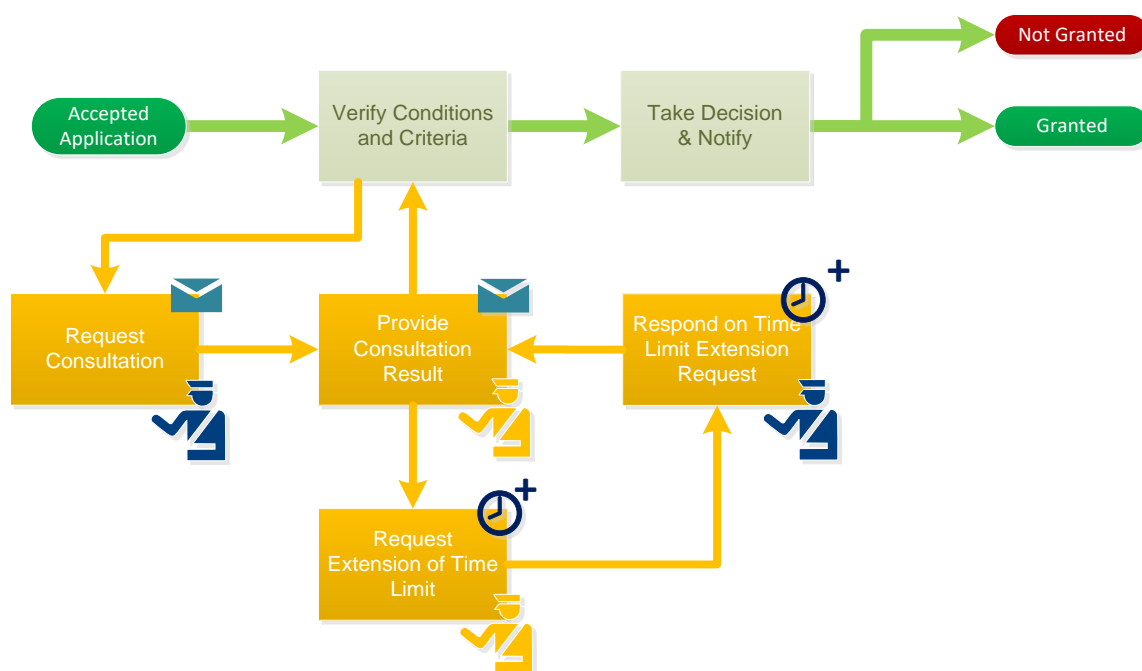 Not Granted
Accepted
Application
Verify Conditions
and Criteria
Take Decision
& Notify
Granted
Request
Consultation
Provide
Consultation
Result
Respond on Time
Limit Extension
Request
Request
Extension of Time
Limit